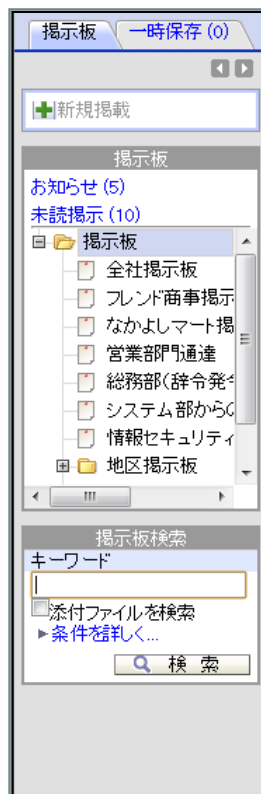 掲示板 一時保存 (0)
新規掲載
掲示板
お知らせ (5)
未読掲示 (10)
掲示板
全社掲示板
フレンド商事掲示
なかよしマート掲
営業部門通達
総務部(辞令発
システム部から
情報セキュリティ
地区掲示板
掲示板検索
キーワード
添付ファイルを検索
条件を詳しく...
検 索